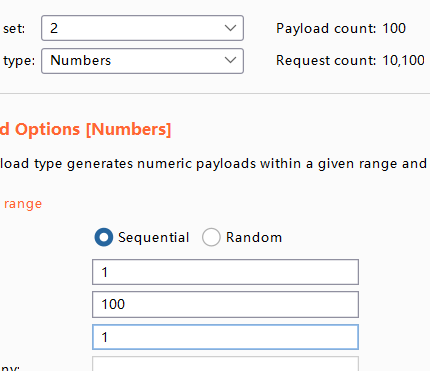 set: 2 Payload count: 100
type: Numbers Request count: 10,100
d Options [Numbers]
load type generates numeric payloads within a given range and
range
Sequential Random
1
100
1
ny: